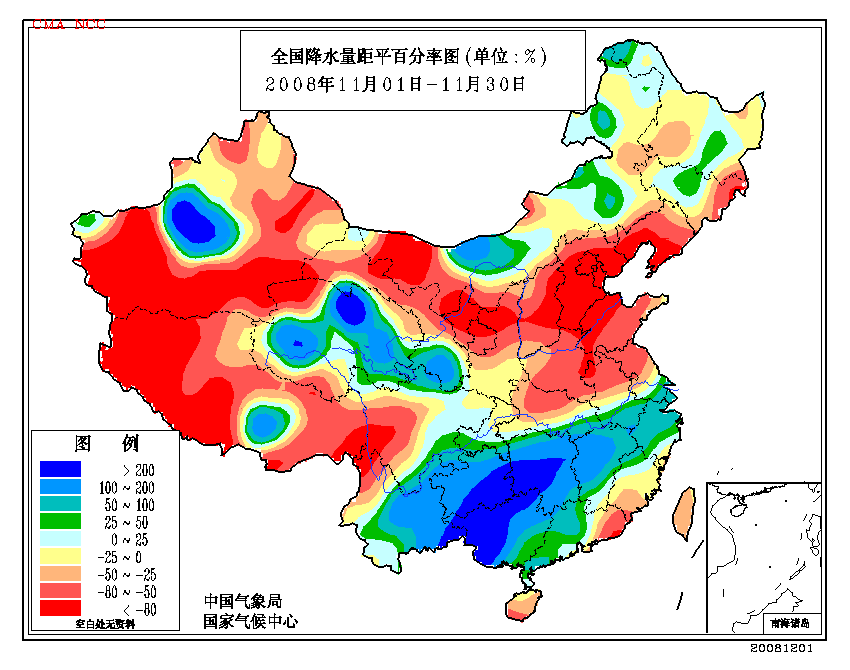 CMA NCC
全国降水量距平百分率图(单位:%)
2008年11月01日-11月30日
图 例
> 200
100 ~ 200
50 ~ 100
25 ~ 50
0 ~ 25
-25 ~ 0
-50 ~ -25
-80 ~ -50
< -80
空白处无资料
中国气象局
国家气候中心
南海诸岛
20081201